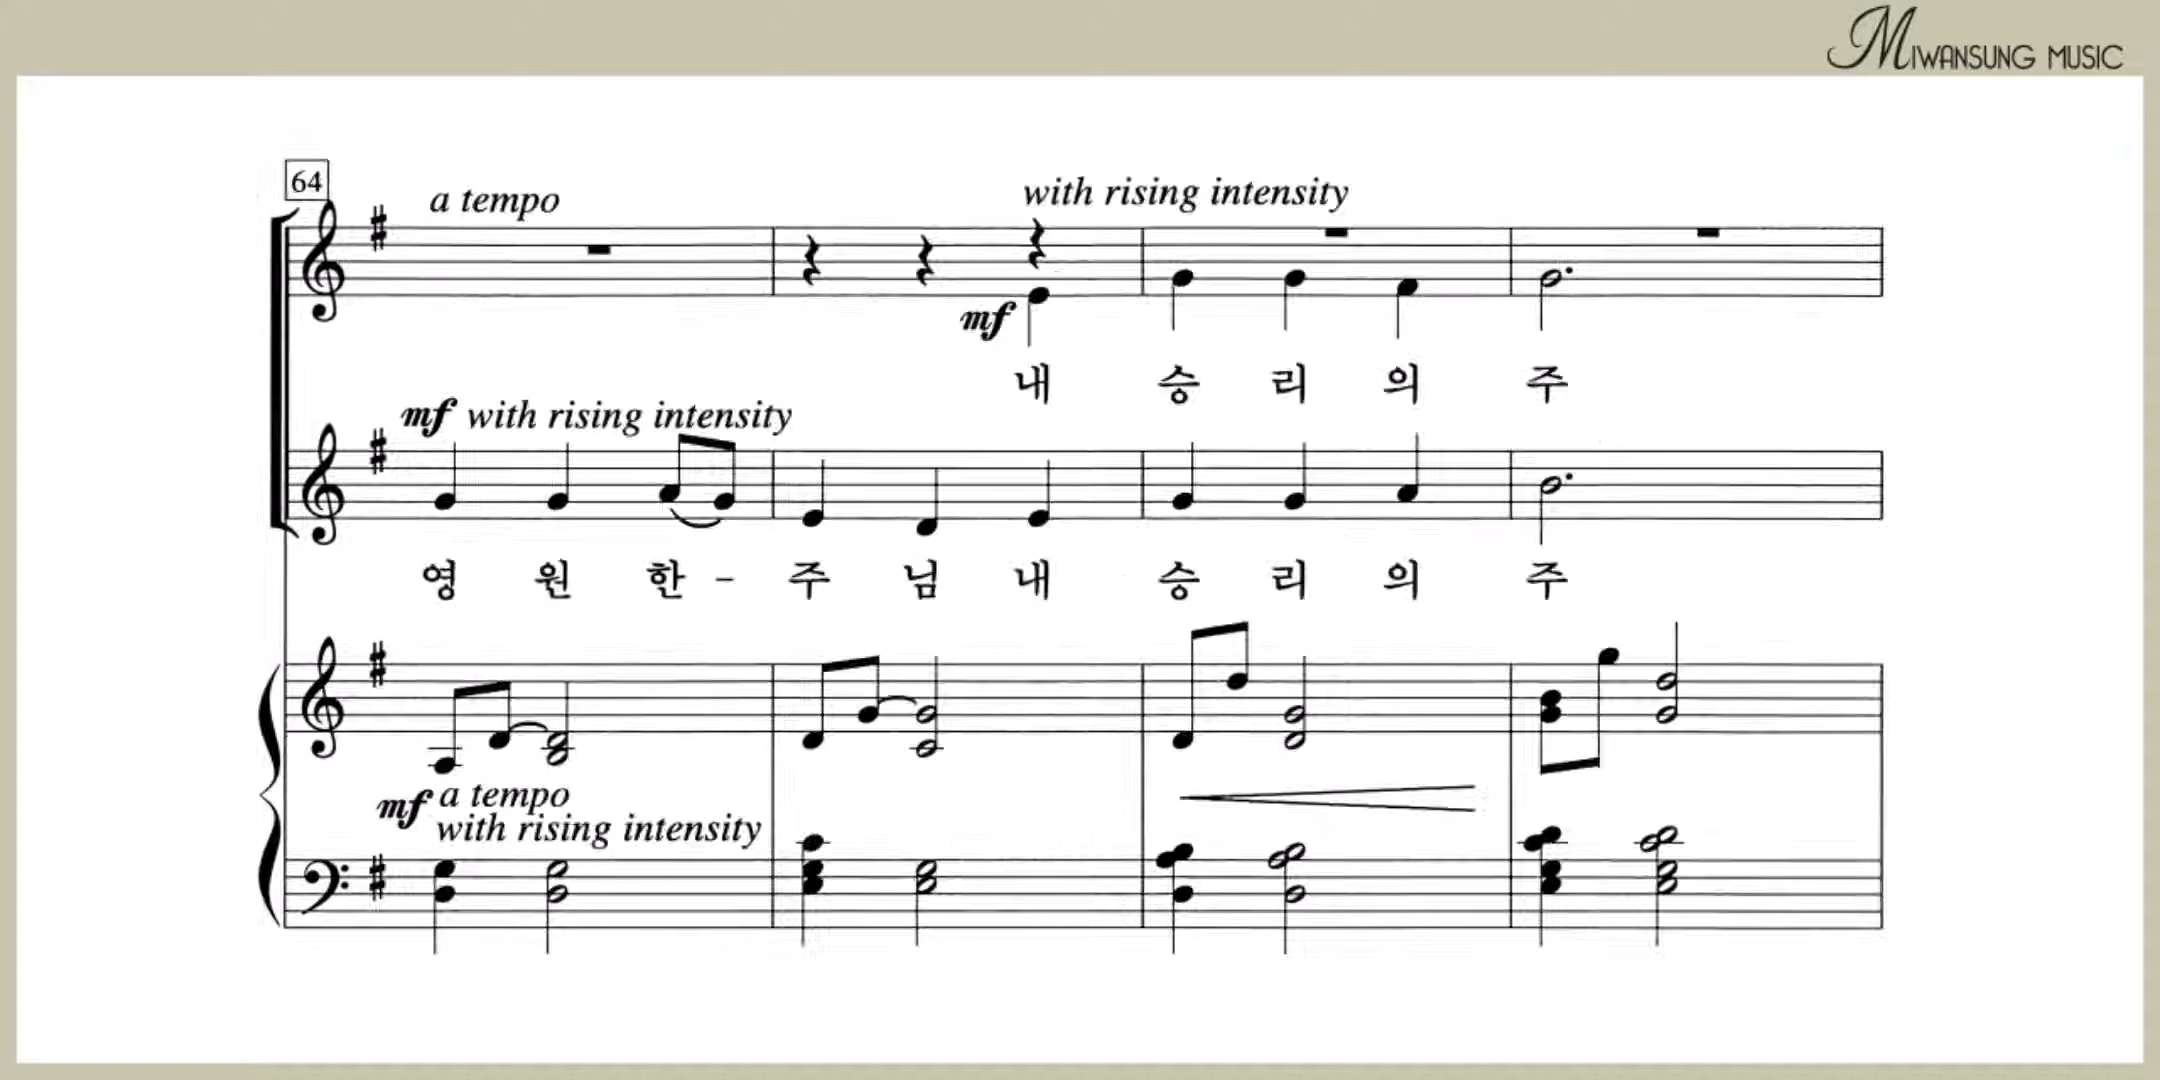 MIWANSUNG MUSIC
64
a tempo
with rising intensity
mf
내 승 리 의 주
mf with rising intensity
영 원 한 - 주 님 내 승 리 의 주
mf a tempo
with rising intensity